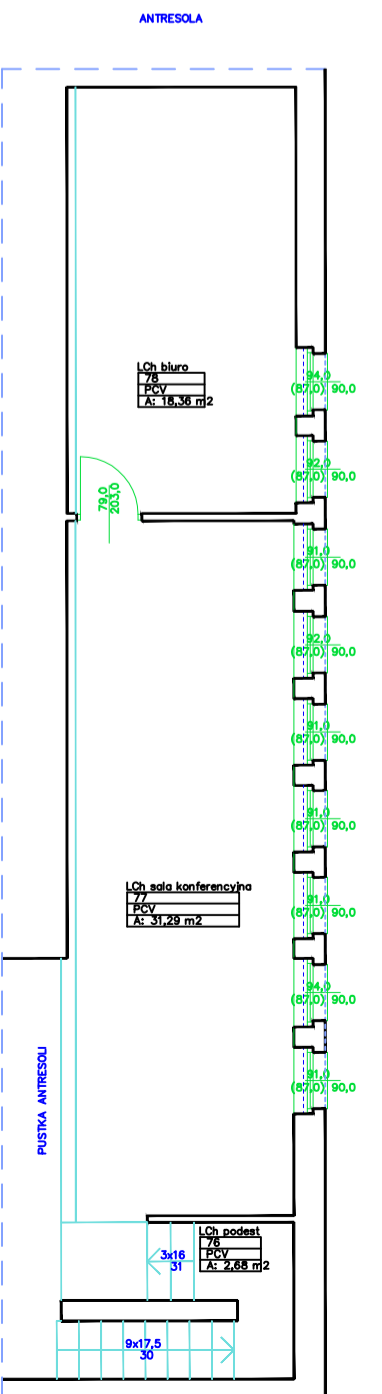 ANTRESOLA
LCh biuro
78
PCV
A: 18,36 m2
94,0
(87,0) 90,0
92,0
(87,0) 90,0
79,0
203,0
91,0
(87,0) 90,0
92,0
(87,0) 90,0
91,0
(87,0) 90,0
91,0
(87,0) 90,0
LCh sala konferencyjna
77
PCV
A: 31,29 m2
91,0
(87,0) 90,0
94,0
(87,0) 90,0
PUSTKA ANTRESOLI
91,0
(87,0) 90,0
LCh podest
76
PCV
A: 2,68 m2
3x16
31
9x17,5
30